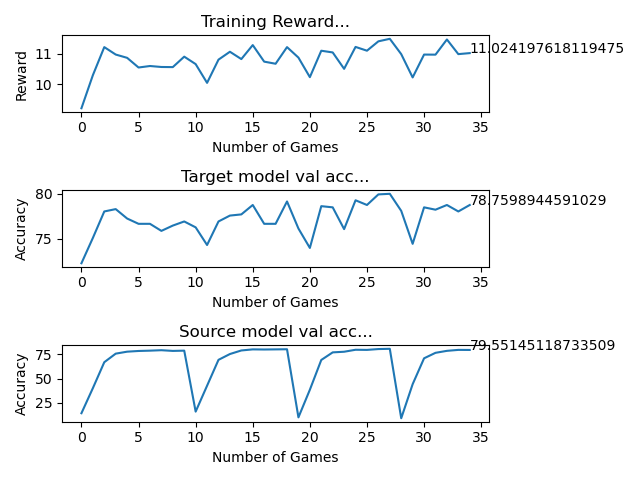 Training Reward...
11.024197618119475
11
10
Reward
0 5 10 15 20 25 30 35
Number of Games
Target model val acc...
80
78.7598944591029
75
Accuracy
0 5 10 15 20 25 30 35
Number of Games
Source model val acc...
79.55145118733509
75
50
25
Accuracy
0 5 10 15 20 25 30 35
Number of Games